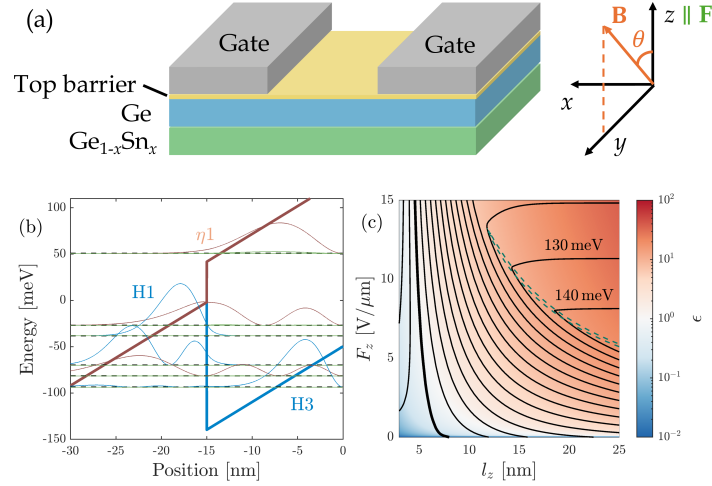 (a)
Gate
Gate
Top barrier
Ge
Ge1-xSnx
B
z ∥ F
θ
x
y
(b)
100
50
0
-50
-100
-150
Energy [meV]
η1
H1
H3
-30
-25
-20
-15
-10
-5
0
Position [nm]
(c)
15
10
5
0
Fz [V/μm]
130 meV
140 meV
5
10
15
20
25
lz [nm]
10^2
10^1
10^0
10^-1
10^-2
ϵ